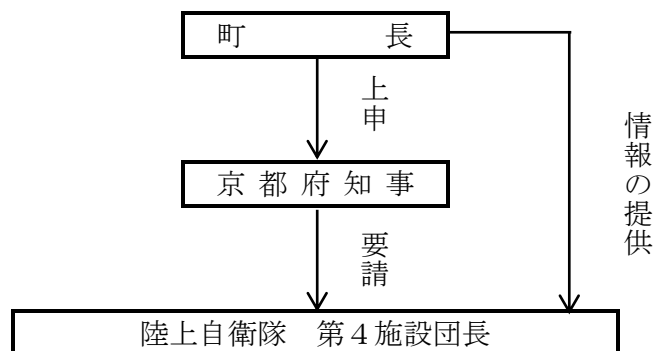 町　　　　長
上申
京 都 府 知 事
情報の提供
要請
陸上自衛隊　第４施設団長